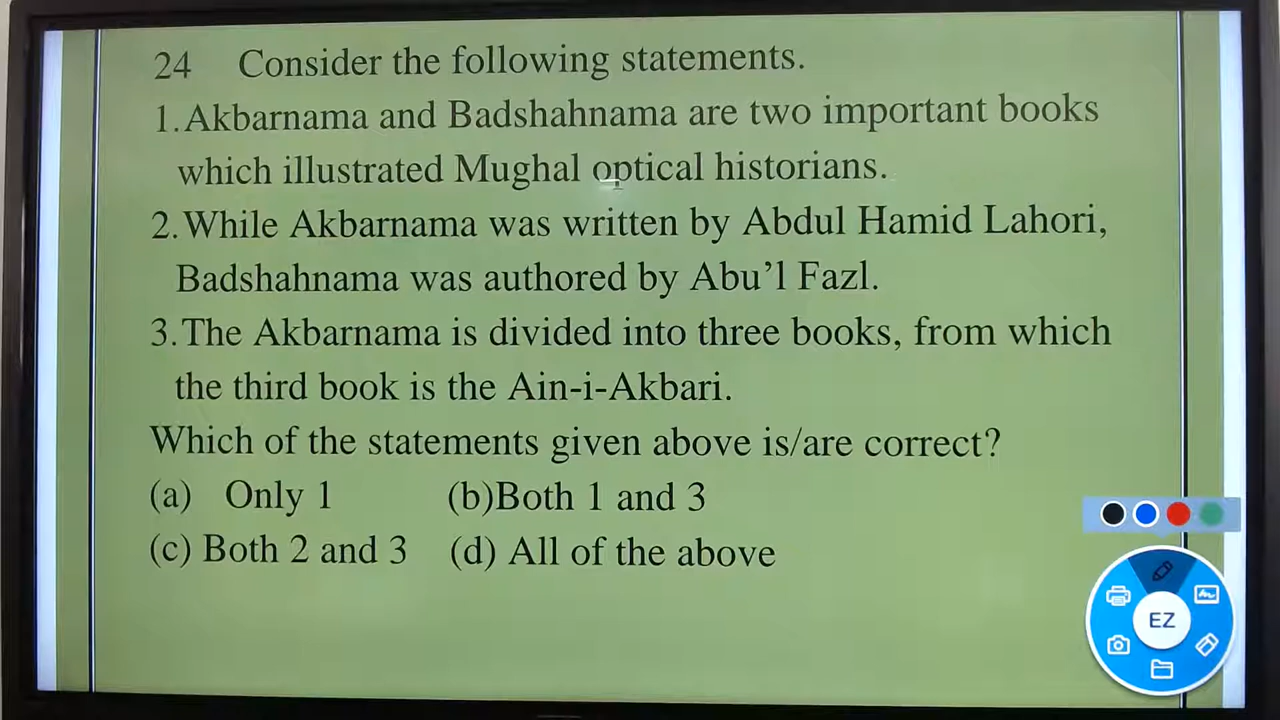 24 Consider the following statements.
1.Akbarnama and Badshahnama are two important books
which illustrated Mughal optical historians.
2.While Akbarnama was written by Abdul Hamid Lahori,
Badshahnama was authored by Abu’l Fazl.
3.The Akbarnama is divided into three books, from which
the third book is the Ain-i-Akbari.
Which of the statements given above is/are correct?
(a) Only 1 (b)Both 1 and 3
(c) Both 2 and 3 (d) All of the above
EZ